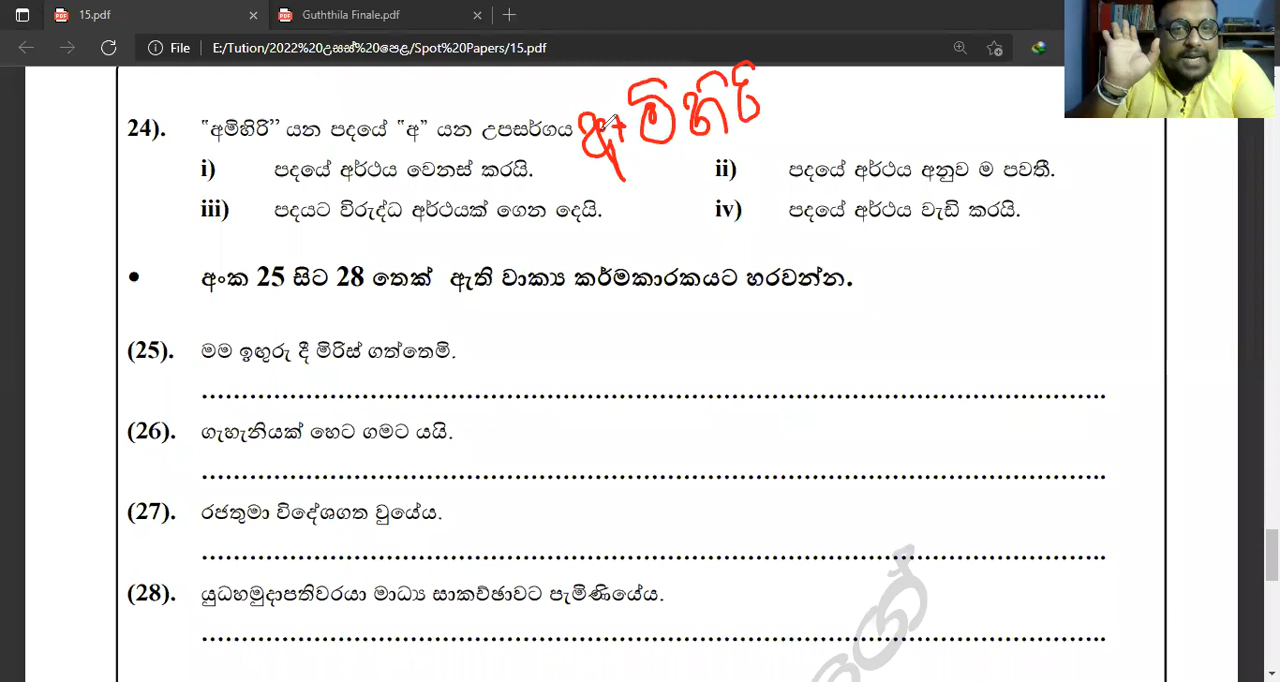 15.pdf
Guththila Finale.pdf
File E:/Tution/2022%20උසස්%20පෙළ/Spot%20Papers/15.pdf
24). “අමිහිරි” යන පදයේ “අ” යන උපසර්ගය අ+ මිහිරි
i) පදයේ අර්ථය වෙනස් කරයි. ii) පදයේ අර්ථය අනුව ම පවතී.
iii) පදයට විරුද්ධ අර්ථයක් ගෙන දෙයි. iv) පදයේ අර්ථය වැඩි කරයි.
• අංක 25 සිට 28 තෙක් ඇති වාක්‍ය කර්මකාරකයට හරවන්න.
(25). මම ඉඟුරු දී මිරිස් ගත්තෙමි.
(26). ගැහැනියක් හෙට ගමට යයි.
(27). රජතුමා විදේශගත වුයේය.
(28). යුධහමුදාපතිවරයා මාධ්‍ය සාකච්ඡාවට පැමිණියේය.